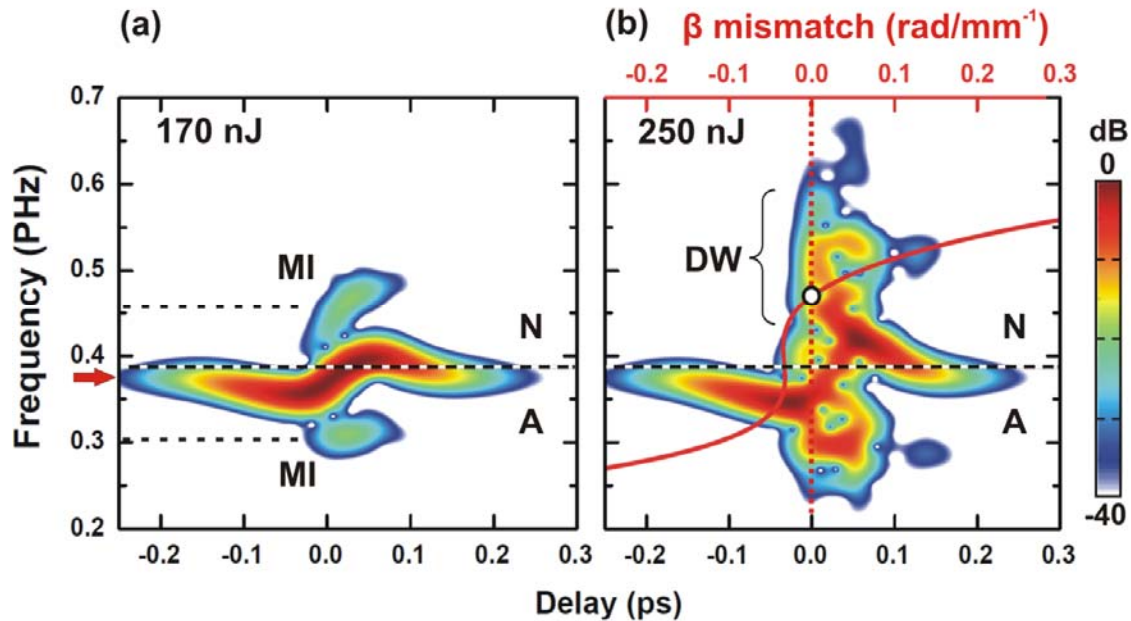 (a)
(b)
β mismatch (rad/mm⁻¹)
-0.2 -0.1 0.0 0.1 0.2 0.3
0.7
0.6
0.5
0.4
0.3
0.2
Frequency (PHz)
170 nJ
MI
MI
N
A
250 nJ
DW
N
A
dB
0
-40
-0.2 -0.1 0.0 0.1 0.2 0.3
-0.2 -0.1 0.0 0.1 0.2 0.3
Delay (ps)